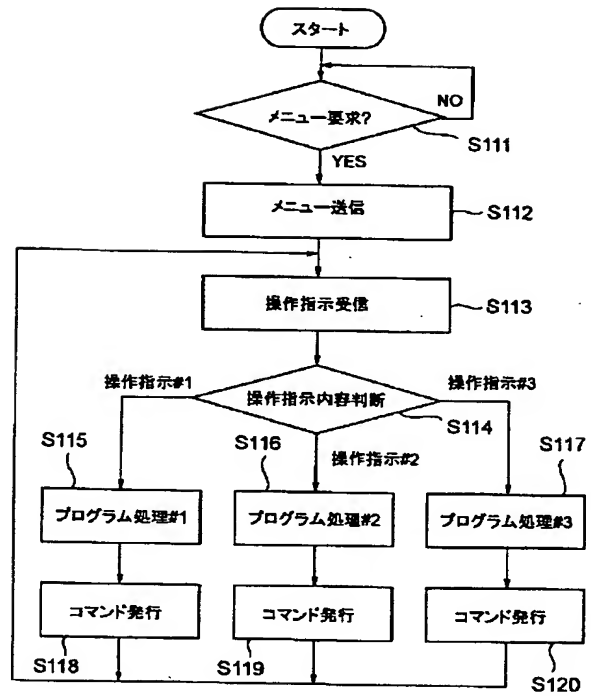 スタート
NO
メニュー要求?
S111
YES
メニュー送信
S112
操作指示受信
S113
操作指示#1
操作指示内容判断
操作指示#3
S114
S115
S116
操作指示#2
S117
プログラム処理#1
プログラム処理#2
プログラム処理#3
コマンド発行
コマンド発行
コマンド発行
S118
S119
S120